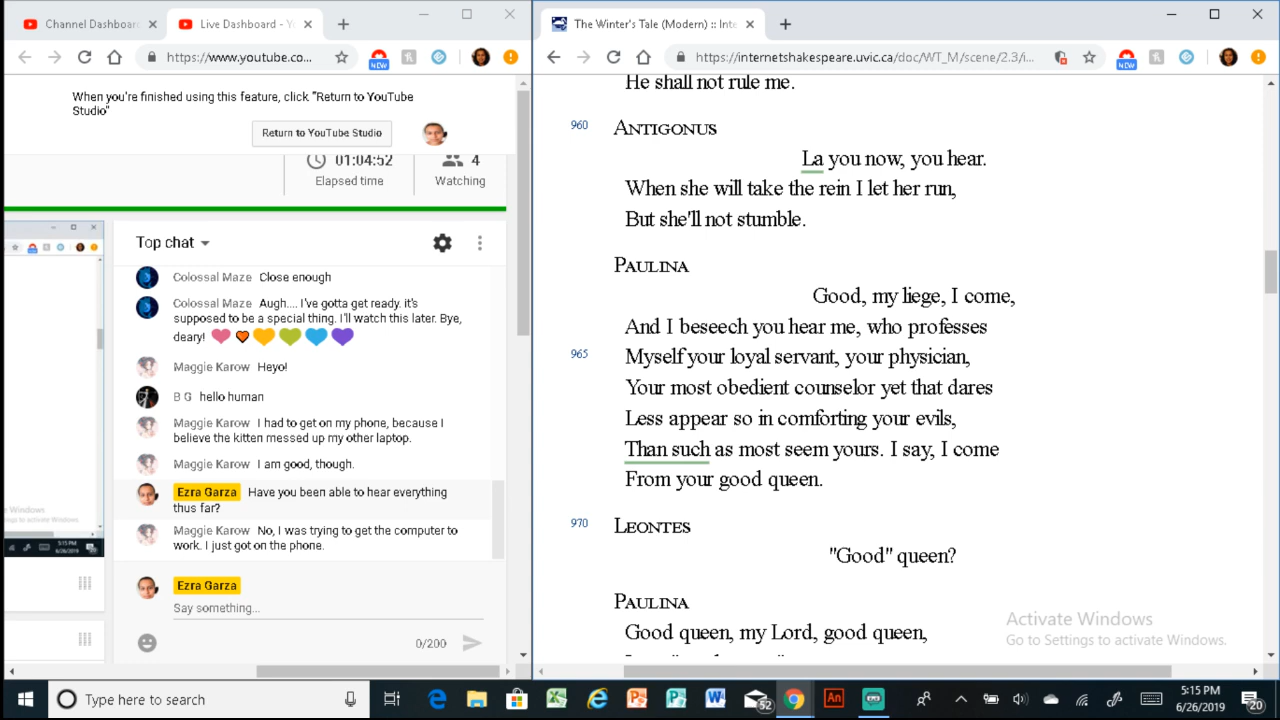 Channel Dashboard
Live Dashboard - Yo
The Winter's Tale (Modern) :: Inte
https://www.youtube.co...
NEW
https://internetshakespeare.uvic.ca/doc/WT_M/scene/2.3/i...
NEW
When you're finished using this feature, click "Return to YouTube
Studio"
Return to YouTube Studio
01:04:52
Elapsed time
4
Watching
Top chat
Colossal Maze Close enough
Colossal Maze Augh.... I've gotta get ready. it's
supposed to be a special thing. I'll watch this later. Bye,
deary!
Maggie Karow Heyo!
B G hello human
Maggie Karow I had to get on my phone, because I
believe the kitten messed up my other laptop.
Maggie Karow I am good, though.
Ezra Garza Have you been able to hear everything
thus far?
Maggie Karow No, I was trying to get the computer to
work. I just got on the phone.
Ezra Garza
Say something...
0/200
5:15 PM
6/26/2019
He shall not rule me.
960 ANTIGONUS
La you now, you hear.
When she will take the rein I let her run,
But she'll not stumble.
PAULINA
Good, my liege, I come,
And I beseech you hear me, who professes
965 Myself your loyal servant, your physician,
Your most obedient counselor yet that dares
Less appear so in comforting your evils,
Than such as most seem yours. I say, I come
From your good queen.
970 LEONTES
"Good" queen?
PAULINA
Good queen, my Lord, good queen,
Activate Windows
Go to Settings to activate Windows.
Type here to search
52
An
5:15 PM
6/26/2019
20